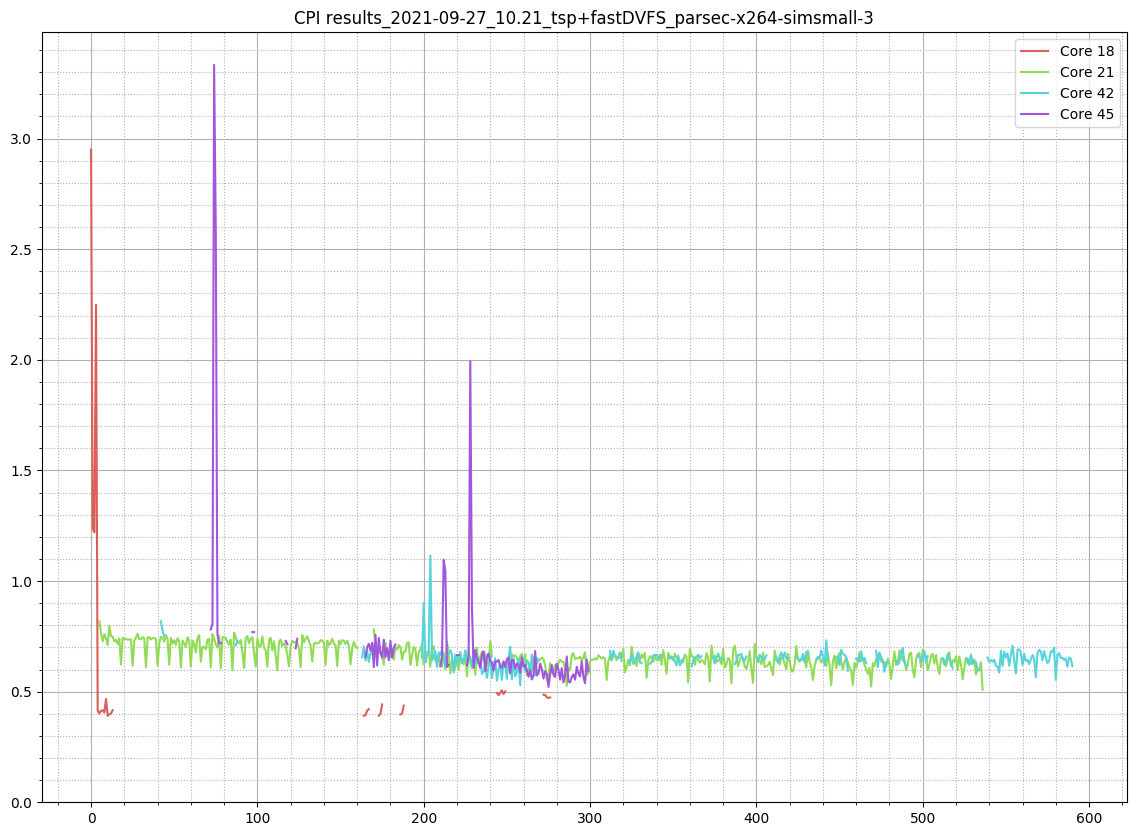 CPI results_2021-09-27_10.21_tsp+fastDVFS_parsec-x264-simsmall-3
Core 18
Core 21
Core 42
Core 45
3.0
2.5
2.0
1.5
1.0
0.5
0.0
0 100 200 300 400 500 600